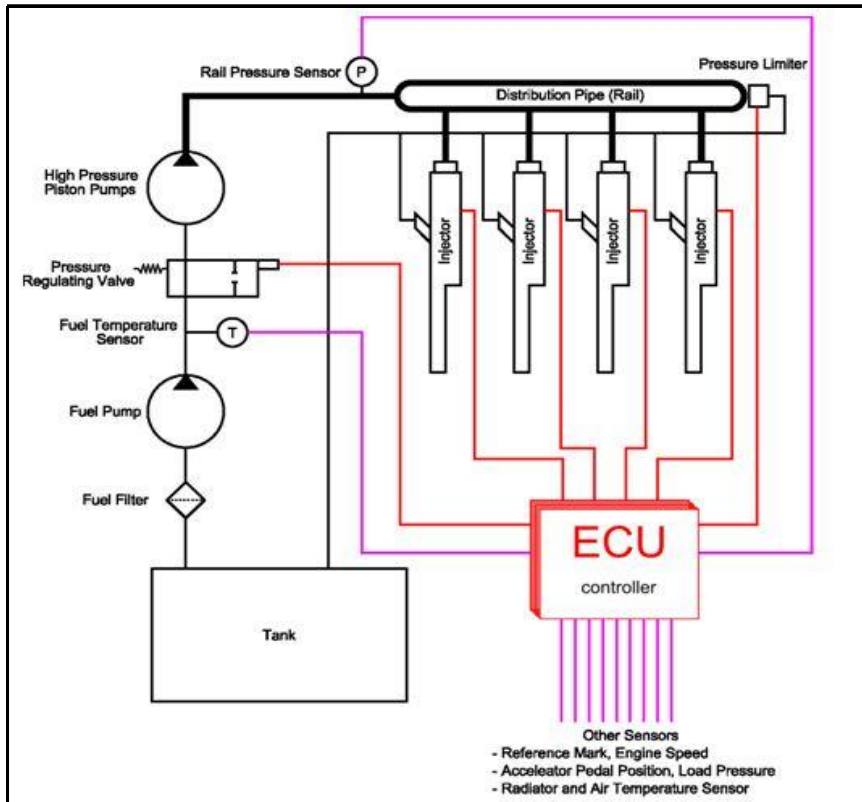 Rail Pressure Sensor
P
Pressure Limiter
Distribution Pipe (Rail)
High Pressure
Piston Pumps
Injector
Injector
Injector
Injector
Pressure
Regulating Valve
Fuel Temperature
Sensor
T
Fuel Pump
Fuel Filter
ECU
controller
Tank
Other Sensors
- Reference Mark, Engine Speed
- Acceleator Pedal Position, Load Pressure
- Radiator and Air Temperature Sensor